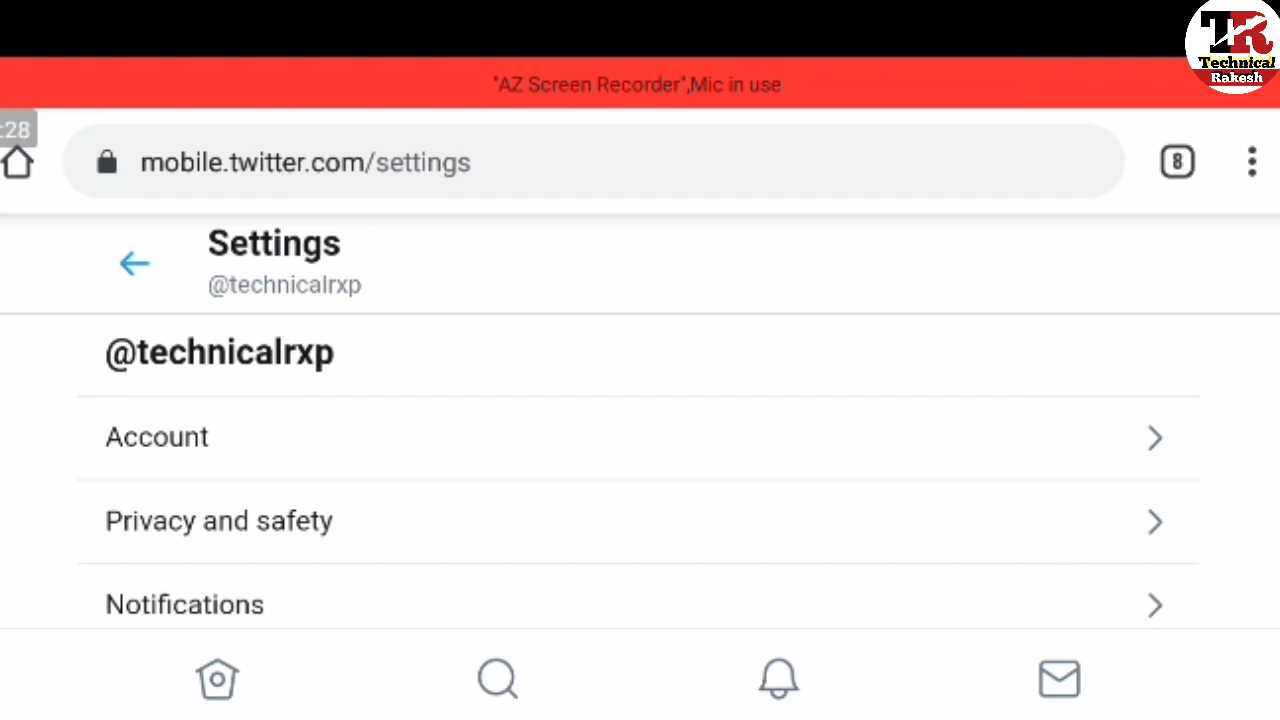 TR
Technical
Rakesh
"AZ Screen Recorder",Mic in use
:28
mobile.twitter.com/settings
8
Settings
@technicalrxp
@technicalrxp
Account
Privacy and safety
Notifications